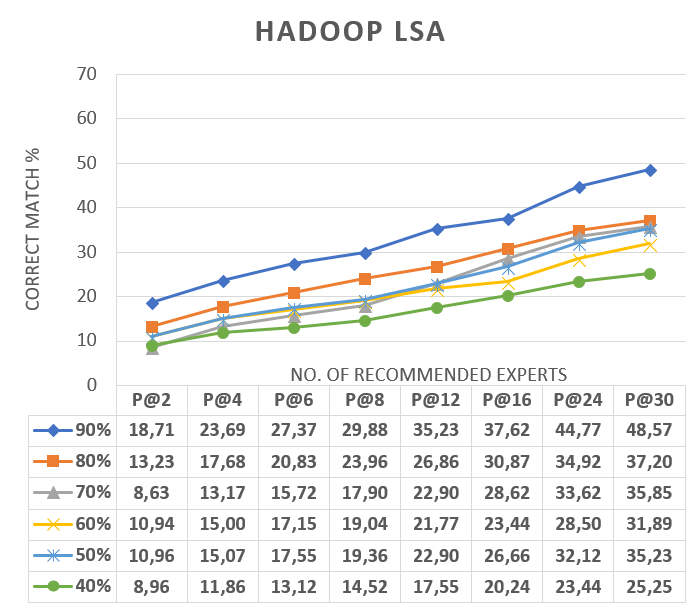 HADOOP LSA
CORRECT MATCH %
70
60
50
40
30
20
10
0
NO. OF RECOMMENDED EXPERTS
P@2 P@4 P@6 P@8 P@12 P@16 P@24 P@30
90% 18,71 23,69 27,37 29,88 35,23 37,62 44,77 48,57
80% 13,23 17,68 20,83 23,96 26,86 30,87 34,92 37,20
70% 8,63 13,17 15,72 17,90 22,90 28,62 33,62 35,85
60% 10,94 15,00 17,15 19,04 21,77 23,44 28,50 31,89
50% 10,96 15,07 17,55 19,36 22,90 26,66 32,12 35,23
40% 8,96 11,86 13,12 14,52 17,55 20,24 23,44 25,25